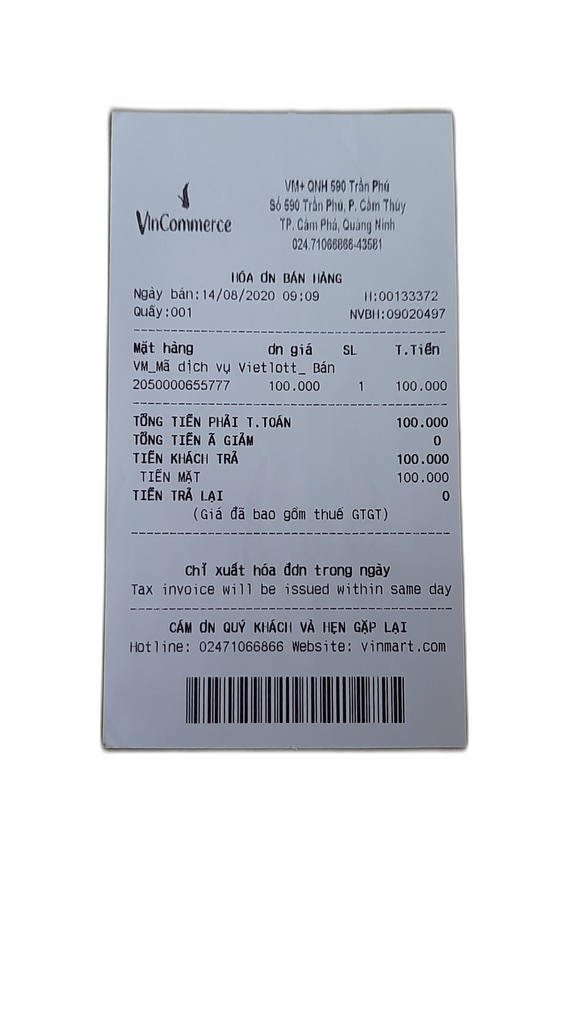 VinCommerce
VM+ QNH 590 Trần Phú
Số 590 Trần Phú, P. Cẩm Thủy
TP. Cẩm Phả, Quảng Ninh
024.71066866-43581
HÓA ƠN BÁN HÀNG
Ngày bán:14/08/2020 09:09 H:00133372
Quầy:001 NVBH:09020497
Mặt hàng ơn giá SL T.Tiền
VM_Mã dịch vụ Vietlott_ Bán
2050000655777 100.000 1 100.000
TỔNG TIỀN PHẢI T.TOÁN 100.000
TỔNG TIỀN Ã GIẢM 0
TIỀN KHÁCH TRẢ 100.000
TIỀN MẶT 100.000
TIỀN TRẢ LẠI 0
(Giá đã bao gồm thuế GTGT)
Chỉ xuất hóa đơn trong ngày
Tax invoice will be issued within same day
CÁM ƠN QUÝ KHÁCH VÀ HẸN GẶP LẠI
Hotline: 02471066866 Website: vinmart.com